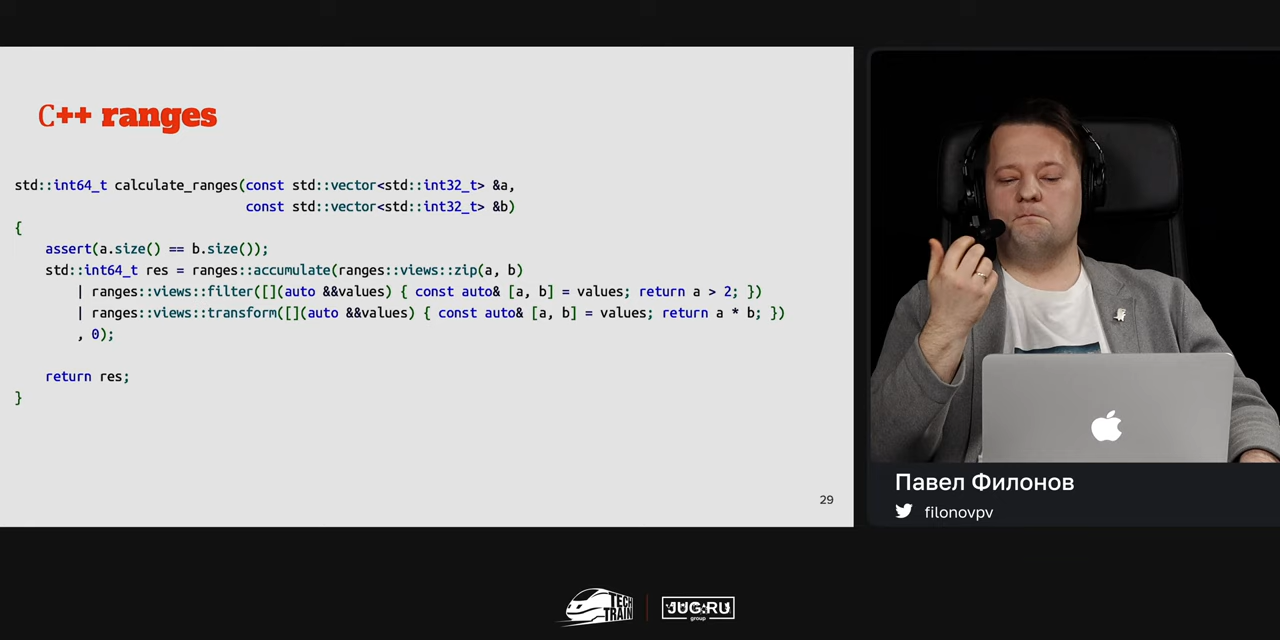 C++ ranges
std::int64_t calculate_ranges(const std::vector<std::int32_t> &a,
const std::vector<std::int32_t> &b)
{
assert(a.size() == b.size());
std::int64_t res = ranges::accumulate(ranges::views::zip(a, b)
| ranges::views::filter([](auto &&values) { const auto& [a, b] = values; return a > 2; })
| ranges::views::transform([](auto &&values) { const auto& [a, b] = values; return a * b; })
, 0);
return res;
}
29
Павел Филонов
filonovpv
TECH
TRAIN
JUG.RU
group